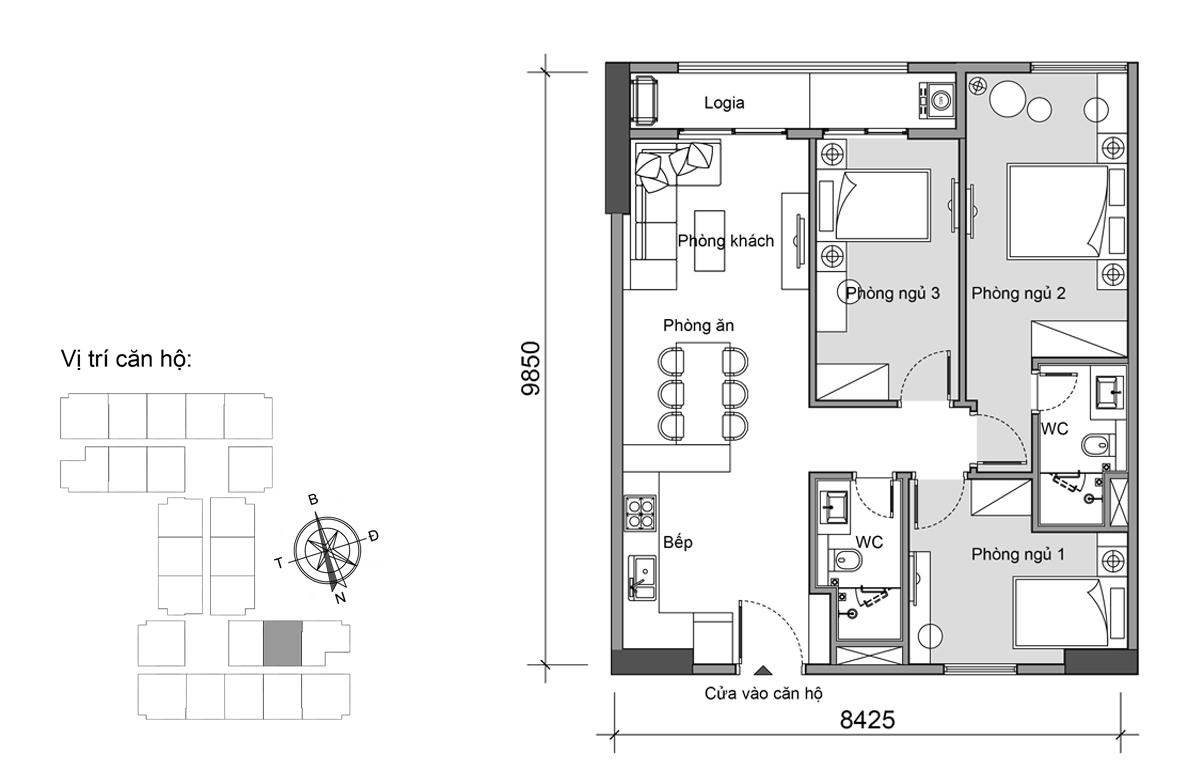 Logia
Phòng khách
Phòng ngủ 3
Phòng ngủ 2
Phòng ăn
9850
Vị trí căn hộ:
WC
B
Đ
T
N
Bếp
WC
Phòng ngủ 1
Cửa vào căn hộ
8425